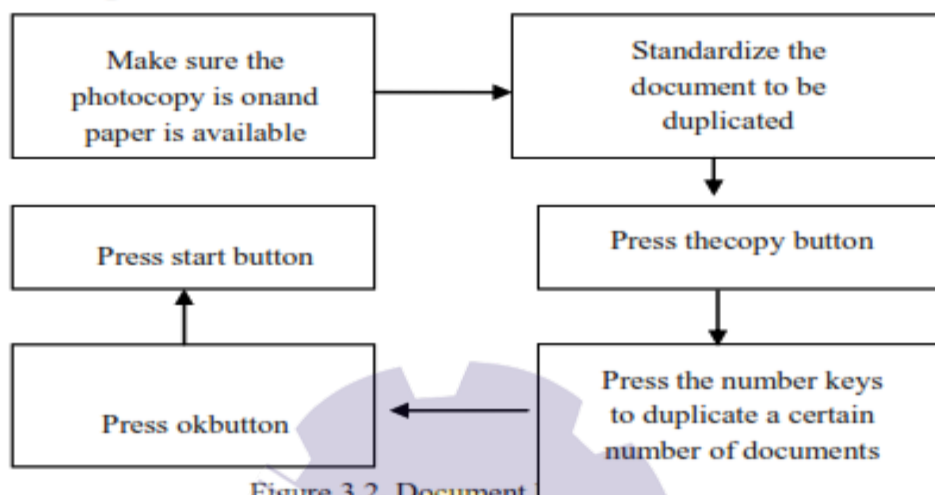 Make sure the
photocopy is onand
paper is available
Standardize the
document to be
duplicated
Press thecopy button
Press the number keys
to duplicate a certain
number of documents
Press okbutton
Press start button
Figure 3.2 Document